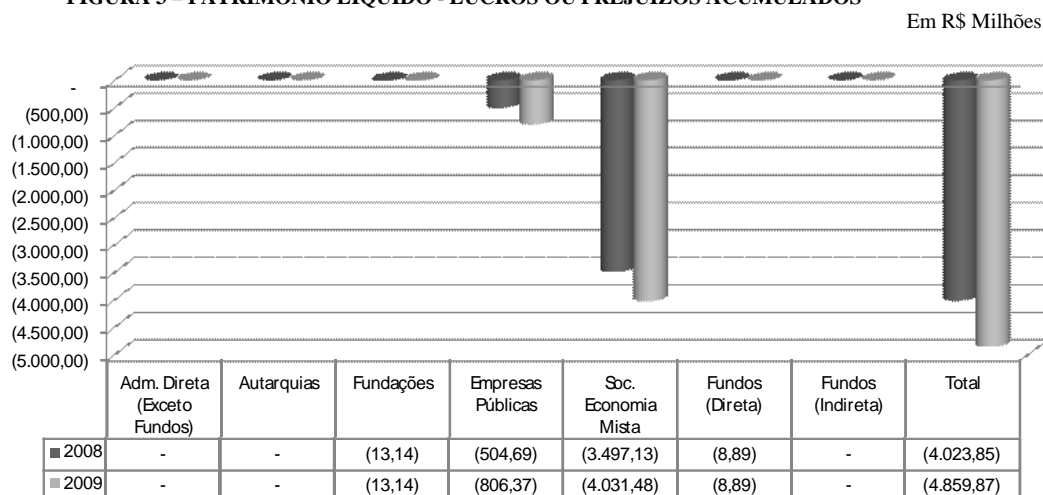 FIGURA 5 – PATRIMÔNIO LÍQUIDO - LUCROS OU PREJUÍZOS ACUMULADOS
Em R$ Milhões
-
(500,00)
(1.000,00)
(1.500,00)
(2.000,00)
(2.500,00)
(3.000,00)
(3.500,00)
(4.000,00)
(4.500,00)
(5.000,00)
Adm. Direta (Exceto Fundos) Autarquias Fundações Empresas Públicas Soc. Economia Mista Fundos (Direta) Fundos (Indireta) Total
2008 - - (13,14) (504,69) (3.497,13) (8,89) - (4.023,85)
2009 - - (13,14) (806,37) (4.031,48) (8,89) - (4.859,87)